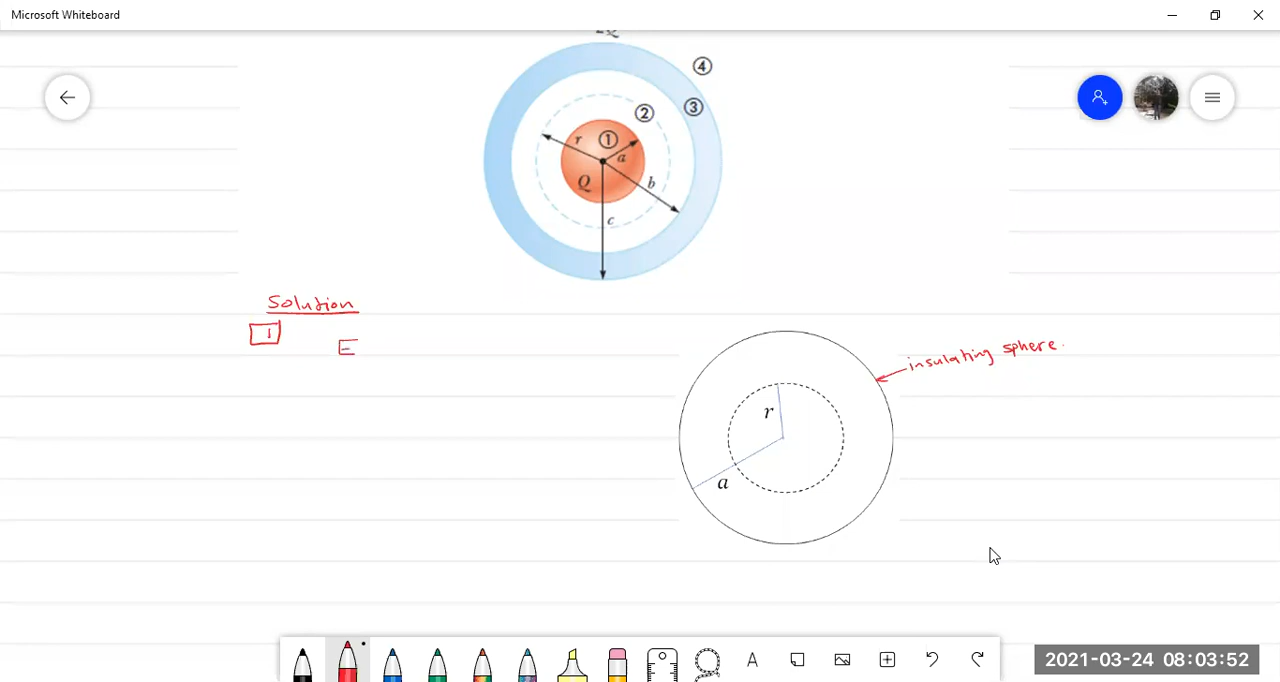 Microsoft Whiteboard
④
③
②
①
r
a
Q
b
c
Solution
1
E
insulating sphere.
r
a
A
2021-03-24 08:03:52